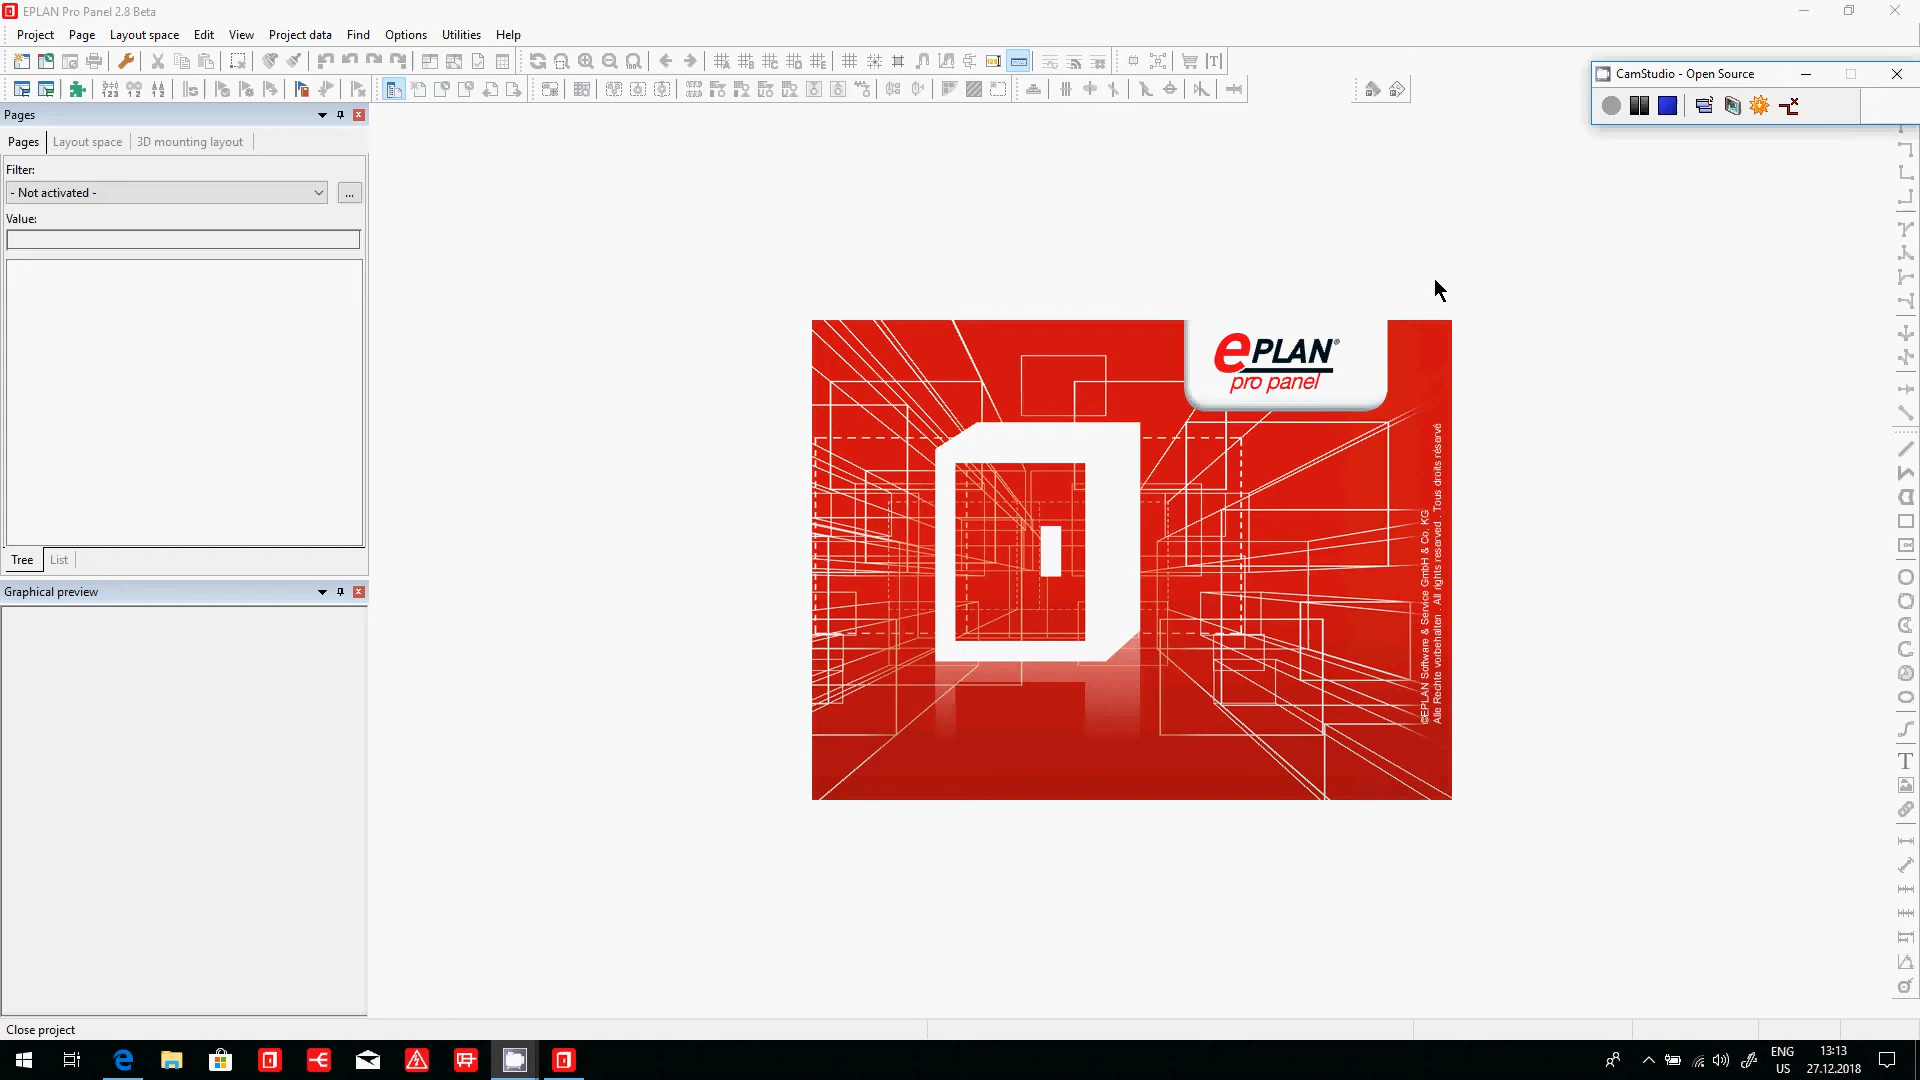 EPLAN Pro Panel 2.8 Beta
Project Page Layout space Edit View Project data Find Options Utilities Help
CamStudio - Open Source
Pages
Pages Layout space 3D mounting layout
Filter:
- Not activated -
...
Value:
Tree List
Graphical preview
ePLAN®
pro panel
©EPLAN Software & Service GmbH & Co. KG
Alle Rechte vorbehalten . All rights reserved . Tous droits réservé
Close project
ENG
US
13:13
27.12.2018